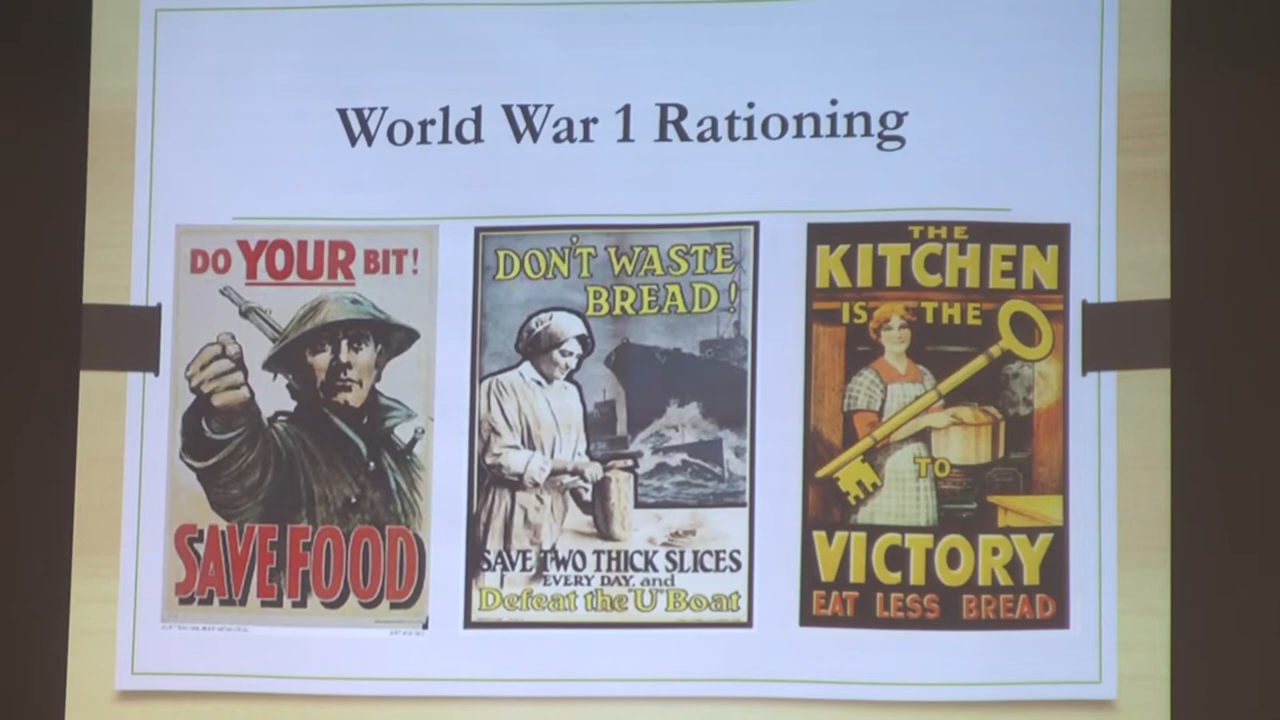 World War 1 Rationing
DO YOUR BIT!
SAVE FOOD
DON'T WASTE
BREAD!
SAVE TWO THICK SLICES
EVERY DAY, and
Defeat the 'U' Boat
THE
KITCHEN
IS THE
TO
VICTORY
EAT LESS BREAD